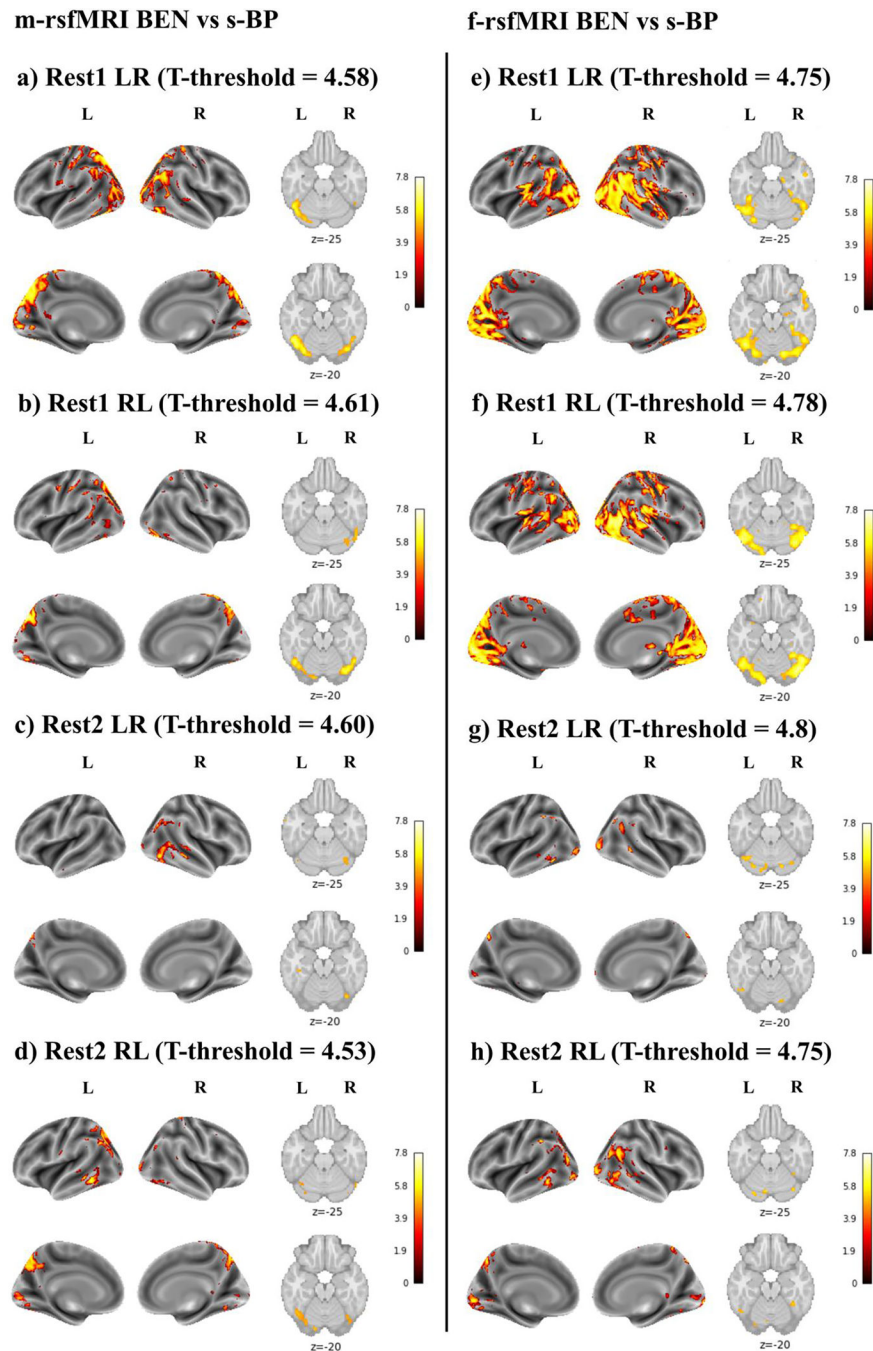 m-rsfMRI BEN vs s-BP
a) Rest1 LR (T-threshold = 4.58)
L R L R
7.8
5.8
3.9
1.9
0
z=-25
z=-20
b) Rest1 RL (T-threshold = 4.61)
L R L R
7.8
5.8
3.9
1.9
0
z=-25
z=-20
c) Rest2 LR (T-threshold = 4.60)
L R L R
7.8
5.8
3.9
1.9
0
z=-25
z=-20
d) Rest2 RL (T-threshold = 4.53)
L R L R
7.8
5.8
3.9
1.9
0
z=-25
z=-20
f-rsfMRI BEN vs s-BP
e) Rest1 LR (T-threshold = 4.75)
L R L R
7.8
5.8
3.9
1.9
0
z=-25
z=-20
f) Rest1 RL (T-threshold = 4.78)
L R L R
7.8
5.8
3.9
1.9
0
z=-25
z=-20
g) Rest2 LR (T-threshold = 4.8)
L R L R
7.8
5.8
3.9
1.9
0
z=-25
z=-20
h) Rest2 RL (T-threshold = 4.75)
L R L R
7.8
5.8
3.9
1.9
0
z=-25
z=-20